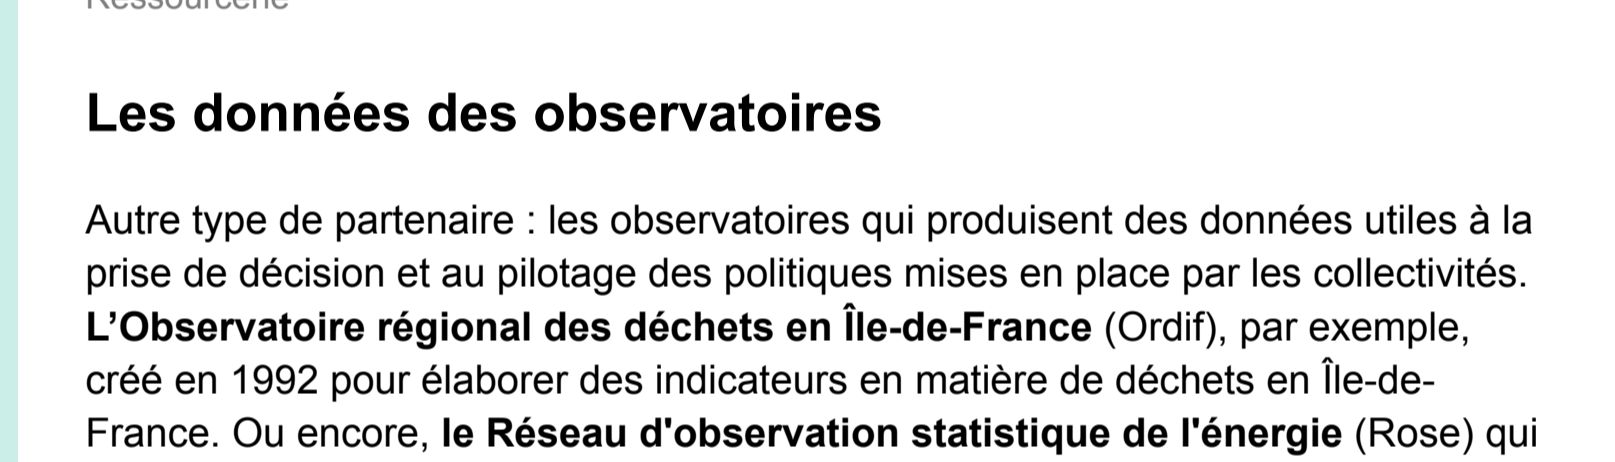 Ressourcerie
Les données des observatoires
Autre type de partenaire : les observatoires qui produisent des données utiles à la
prise de décision et au pilotage des politiques mises en place par les collectivités.
L’Observatoire régional des déchets en Île-de-France (Ordif), par exemple,
créé en 1992 pour élaborer des indicateurs en matière de déchets en Île-de-
France. Ou encore, le Réseau d'observation statistique de l'énergie (Rose) qui